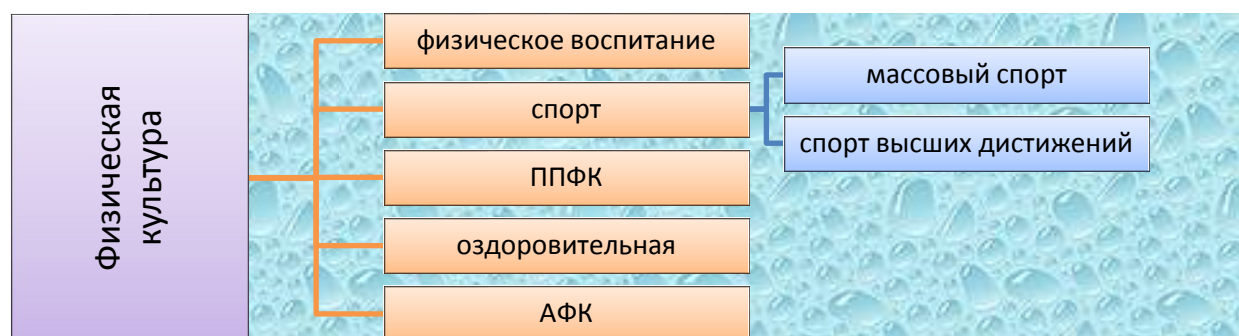 Физическая
культура
физическое воспитание
спорт
массовый спорт
спорт высших дистижений
ППФК
оздоровительная
АФК